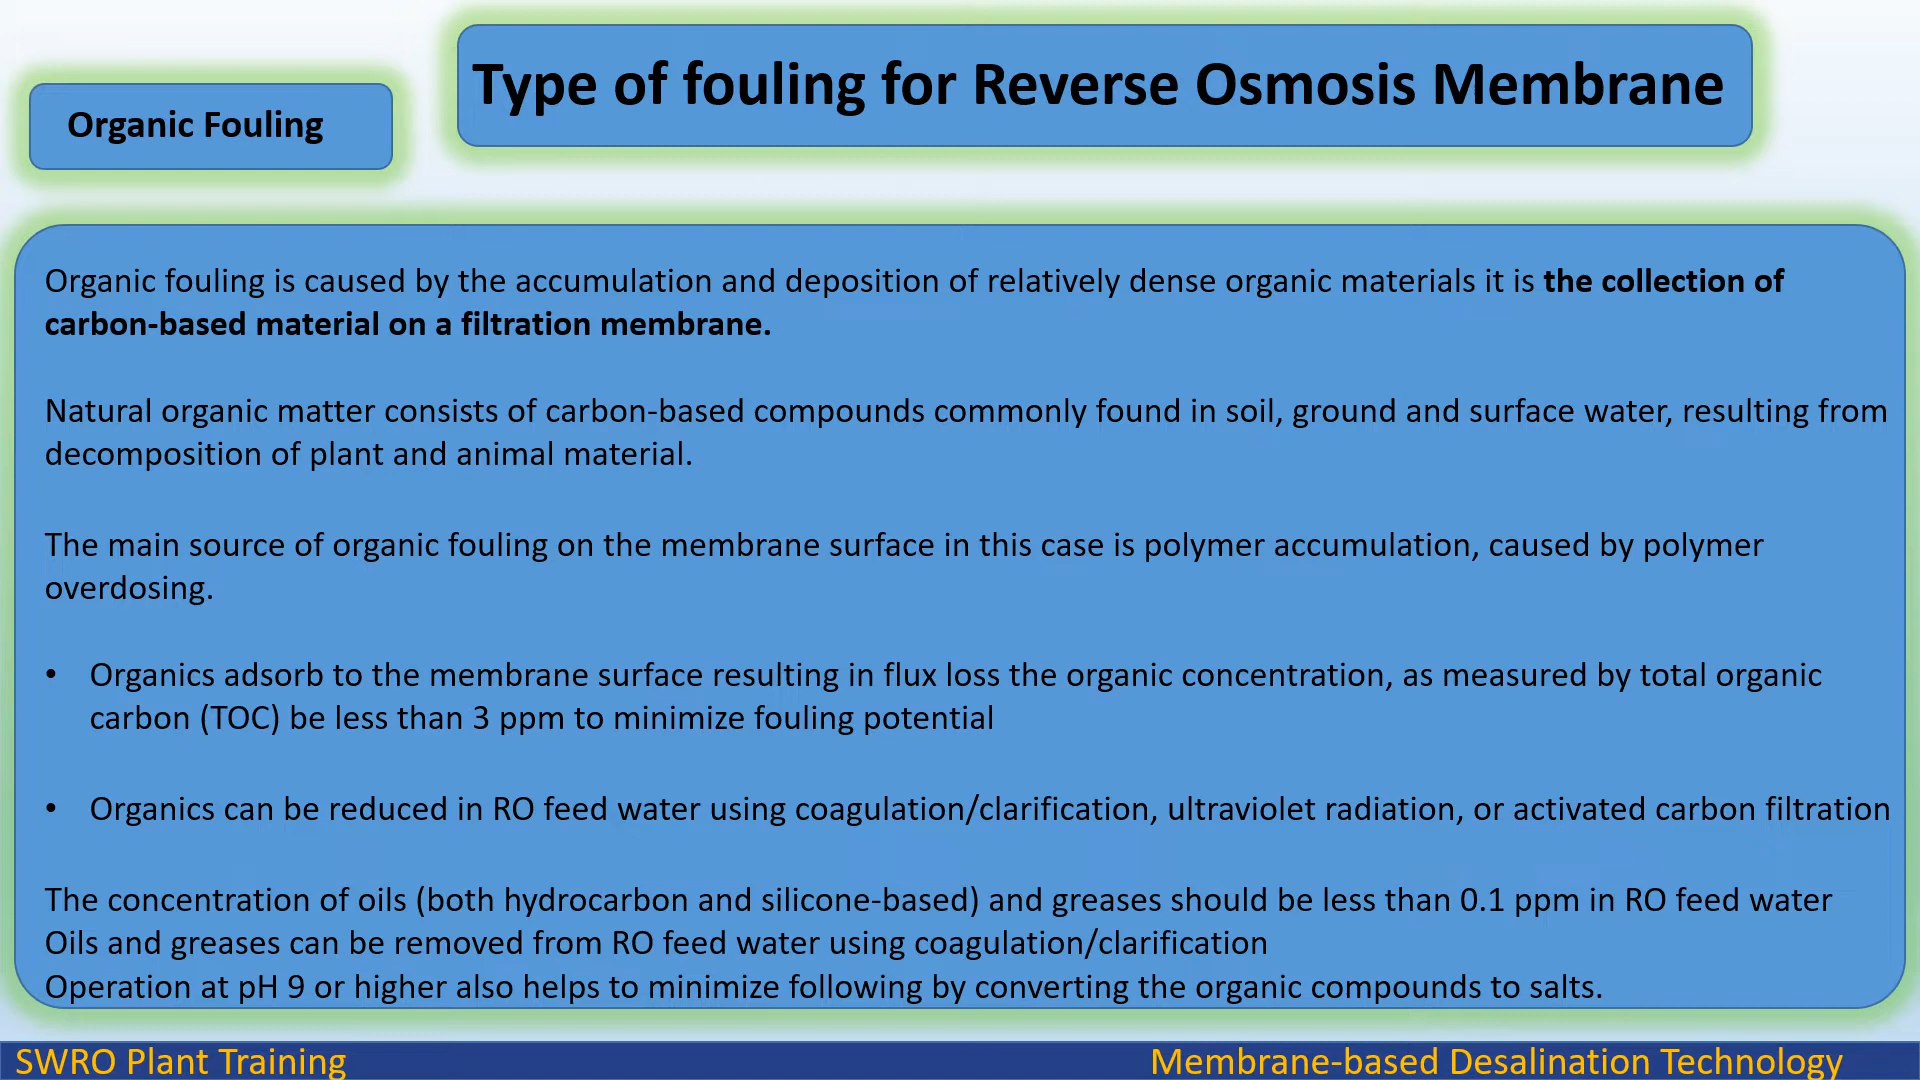 Type of fouling for Reverse Osmosis Membrane
Organic Fouling
Organic fouling is caused by the accumulation and deposition of relatively dense organic materials it is the collection of
carbon-based material on a filtration membrane.
Natural organic matter consists of carbon-based compounds commonly found in soil, ground and surface water, resulting from
decomposition of plant and animal material.
The main source of organic fouling on the membrane surface in this case is polymer accumulation, caused by polymer
overdosing.
• Organics adsorb to the membrane surface resulting in flux loss the organic concentration, as measured by total organic
carbon (TOC) be less than 3 ppm to minimize fouling potential
• Organics can be reduced in RO feed water using coagulation/clarification, ultraviolet radiation, or activated carbon filtration
The concentration of oils (both hydrocarbon and silicone-based) and greases should be less than 0.1 ppm in RO feed water
Oils and greases can be removed from RO feed water using coagulation/clarification
Operation at pH 9 or higher also helps to minimize following by converting the organic compounds to salts.
SWRO Plant Training
Membrane-based Desalination Technology